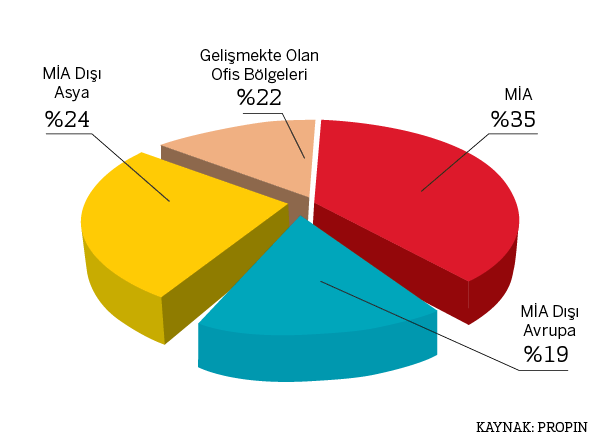 Gelişmekte Olan
Ofis Bölgeleri
%22
MİA Dışı
Asya
%24
MİA
%35
MİA Dışı
Avrupa
%19
KAYNAK: PROPIN